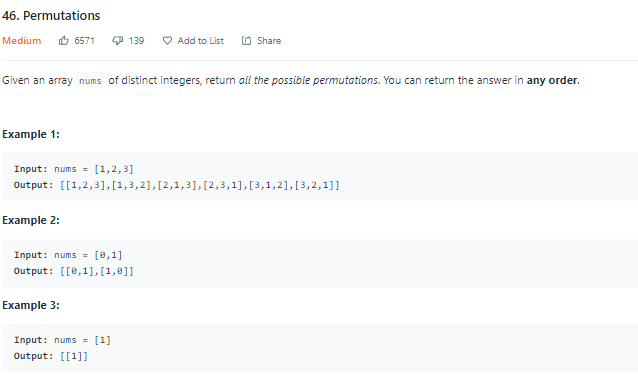 46. Permutations
Medium 6571 139 Add to List Share
Given an array nums of distinct integers, return all the possible permutations. You can return the answer in any order.
Example 1:
Input: nums = [1,2,3]
Output: [[1,2,3],[1,3,2],[2,1,3],[2,3,1],[3,1,2],[3,2,1]]
Example 2:
Input: nums = [0,1]
Output: [[0,1],[1,0]]
Example 3:
Input: nums = [1]
Output: [[1]]